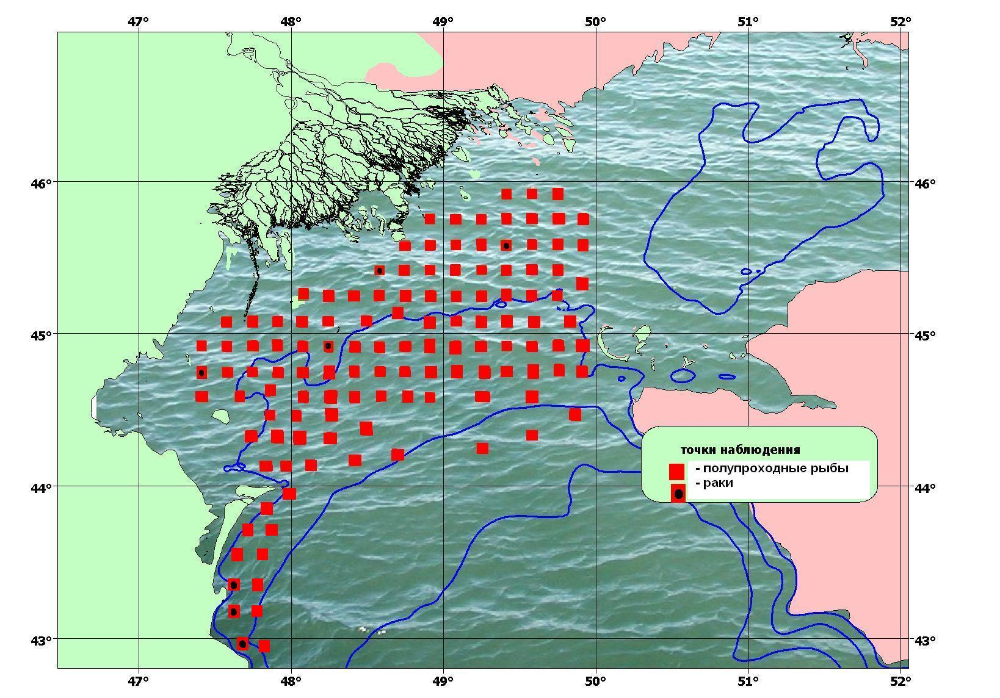 47° 48° 49° 50° 51° 52°
46° 46°
45° 45°
точки наблюдения
- полупроходные рыбы
- раки
44° 44°
43° 43°
47° 48° 49° 50° 51° 52°